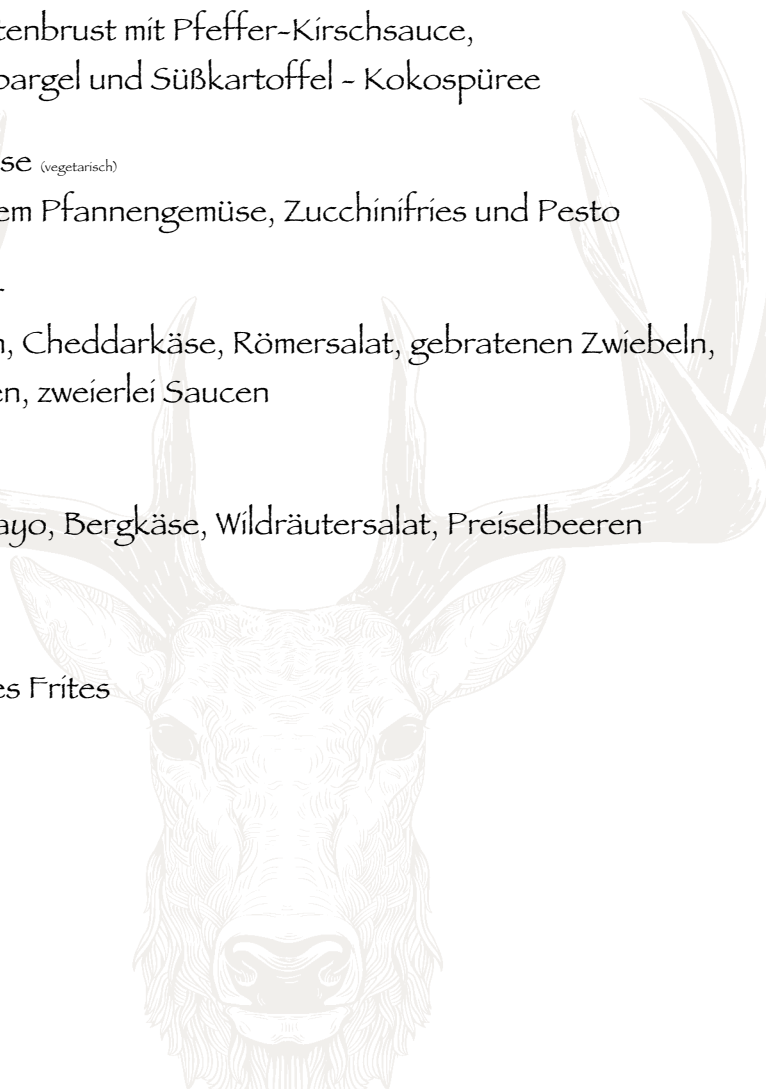 tenbrust mit Pfeffer-Kirschsauce,
pargel und Süßkartoffel - Kokospüree
se (vegetarisch)
em Pfannengemüse, Zucchinifries und Pesto
r
n, Cheddarkäse, Römersalat, gebratenen Zwiebeln,
en, zweierlei Saucen
ayo, Bergkäse, Wildräutersalat, Preiselbeeren
es Frites